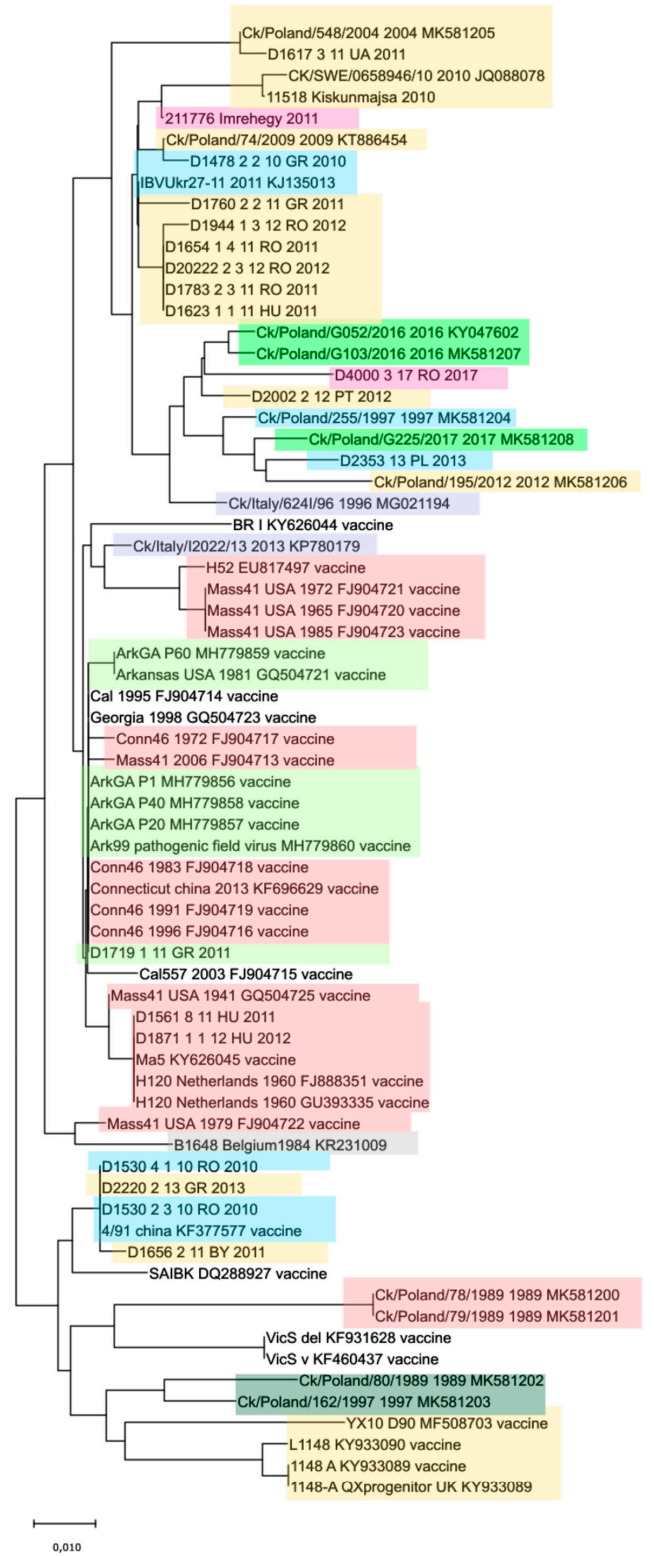 Ck/Poland/548/2004 2004 MK581205
D1617 3 11 UA 2011
CK/SWE/0658946/10 2010 JQ088078
11518 Kiskunmajsa 2010
211776 Imrehegy 2011
Ck/Poland/74/2009 2009 KT886454
D1478 2 2 10 GR 2010
IBVUkr27-11 2011 KJ135013
D1760 2 2 11 GR 2011
D1944 1 3 12 RO 2012
D1654 1 4 11 RO 2011
D20222 2 3 12 RO 2012
D1783 2 3 11 RO 2011
D1623 1 1 11 HU 2011
Ck/Poland/G052/2016 2016 KY047602
Ck/Poland/G103/2016 2016 MK581207
D4000 3 17 RO 2017
D2002 2 12 PT 2012
Ck/Poland/255/1997 1997 MK581204
Ck/Poland/G225/2017 2017 MK581208
D2353 13 PL 2013
Ck/Poland/195/2012 2012 MK581206
Ck/Italy/624I/96 1996 MG021194
BR I KY626044 vaccine
Ck/Italy/I2022/13 2013 KP780179
H52 EU817497 vaccine
Mass41 USA 1972 FJ904721 vaccine
Mass41 USA 1965 FJ904720 vaccine
Mass41 USA 1985 FJ904723 vaccine
ArkGA P60 MH779859 vaccine
Arkansas USA 1981 GQ504721 vaccine
Cal 1995 FJ904714 vaccine
Georgia 1998 GQ504723 vaccine
Conn46 1972 FJ904717 vaccine
Mass41 2006 FJ904713 vaccine
ArkGA P1 MH779856 vaccine
ArkGA P40 MH779858 vaccine
ArkGA P20 MH779857 vaccine
Ark99 pathogenic field virus MH779860 vaccine
Conn46 1983 FJ904718 vaccine
Connecticut china 2013 KF696629 vaccine
Conn46 1991 FJ904719 vaccine
Conn46 1996 FJ904716 vaccine
D1719 1 11 GR 2011
Cal557 2003 FJ904715 vaccine
Mass41 USA 1941 GQ504725 vaccine
D1561 8 11 HU 2011
D1871 1 1 12 HU 2012
Ma5 KY626045 vaccine
H120 Netherlands 1960 FJ888351 vaccine
H120 Netherlands 1960 GU393335 vaccine
Mass41 USA 1979 FJ904722 vaccine
B1648 Belgium1984 KR231009
D1530 4 1 10 RO 2010
D2220 2 13 GR 2013
D1530 2 3 10 RO 2010
4/91 china KF377577 vaccine
D1656 2 11 BY 2011
SAIBK DQ288927 vaccine
Ck/Poland/78/1989 1989 MK581200
Ck/Poland/79/1989 1989 MK581201
VicS del KF931628 vaccine
VicS v KF460437 vaccine
Ck/Poland/80/1989 1989 MK581202
Ck/Poland/162/1997 1997 MK581203
YX10 D90 MF508703 vaccine
L1148 KY933090 vaccine
1148 A KY933089 vaccine
1148-A QXprogenitor UK KY933089
0,010